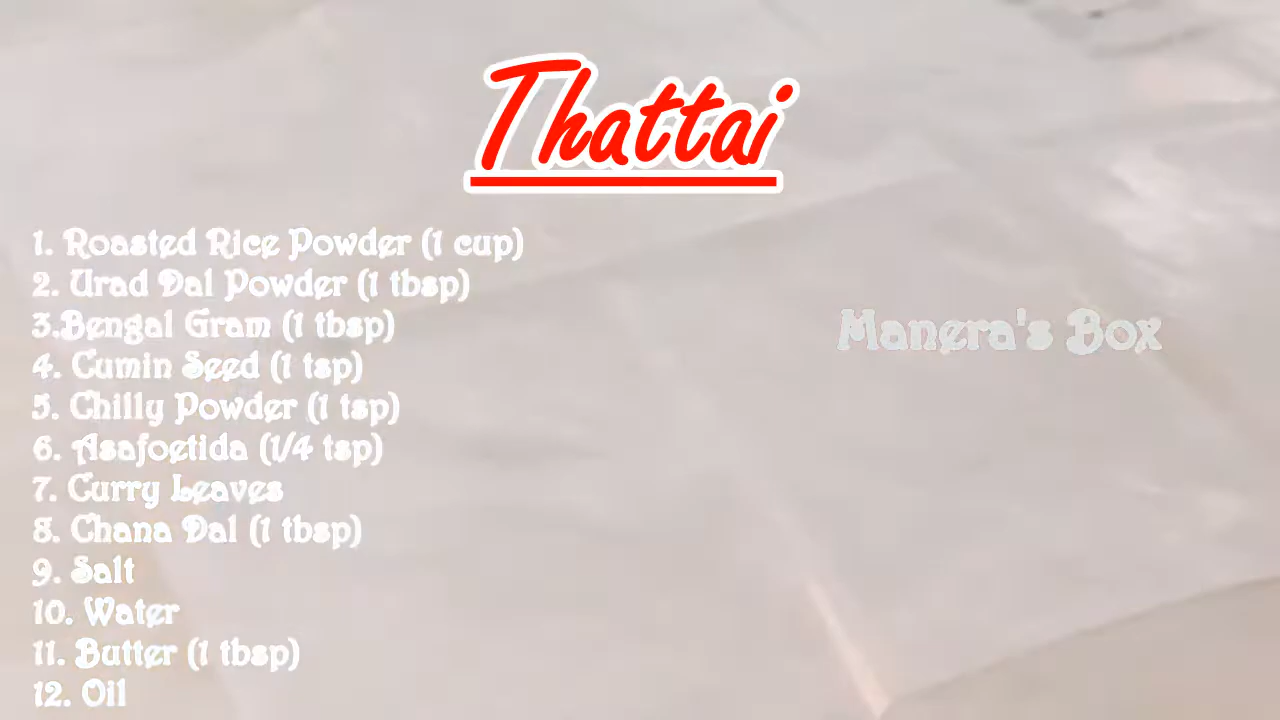 Thattai
1. Roasted Rice Powder (1 cup)
2. Urad Dal Powder (1 tbsp)
3.Bengal Gram (1 tbsp)
4. Cumin Seed (1 tsp)
5. Chilly Powder (1 tsp)
6. Asafoetida (1/4 tsp)
7. Curry Leaves
8. Chana Dal (1 tbsp)
9. Salt
10. Water
11. Butter (1 tbsp)
12. Oil
Manera's Box